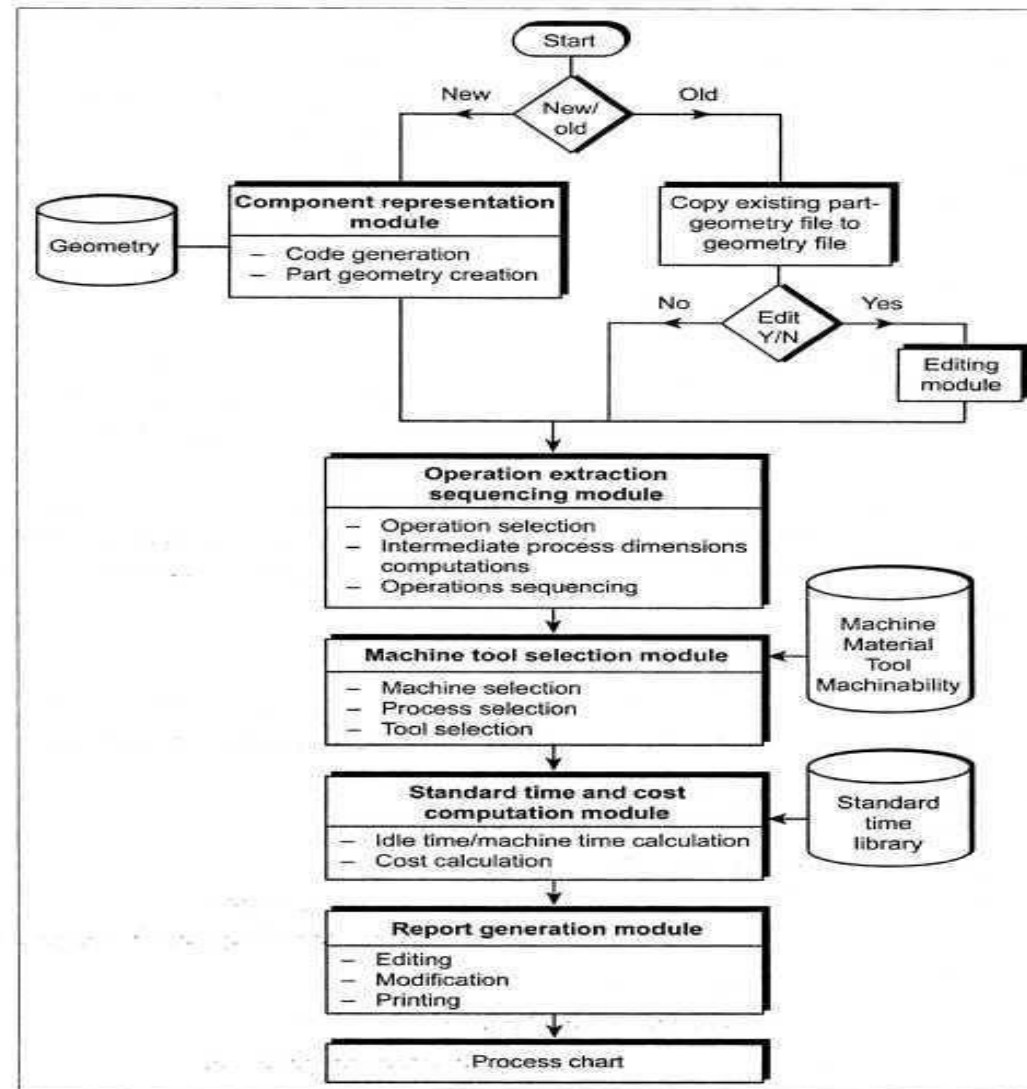 Start
New
New/
old
Old
Component representation
module
– Code generation
– Part geometry creation
Geometry
Copy existing part-
geometry file to
geometry file
No
Edit
Y/N
Yes
Editing
module
Operation extraction
sequencing module
– Operation selection
– Intermediate process dimensions
computations
– Operations sequencing
Machine tool selection module
– Machine selection
– Process selection
– Tool selection
Machine
Material
Tool
Machinability
Standard time and cost
computation module
– Idle time/machine time calculation
– Cost calculation
Standard
time
library
Report generation module
– Editing
– Modification
– Printing
Process chart